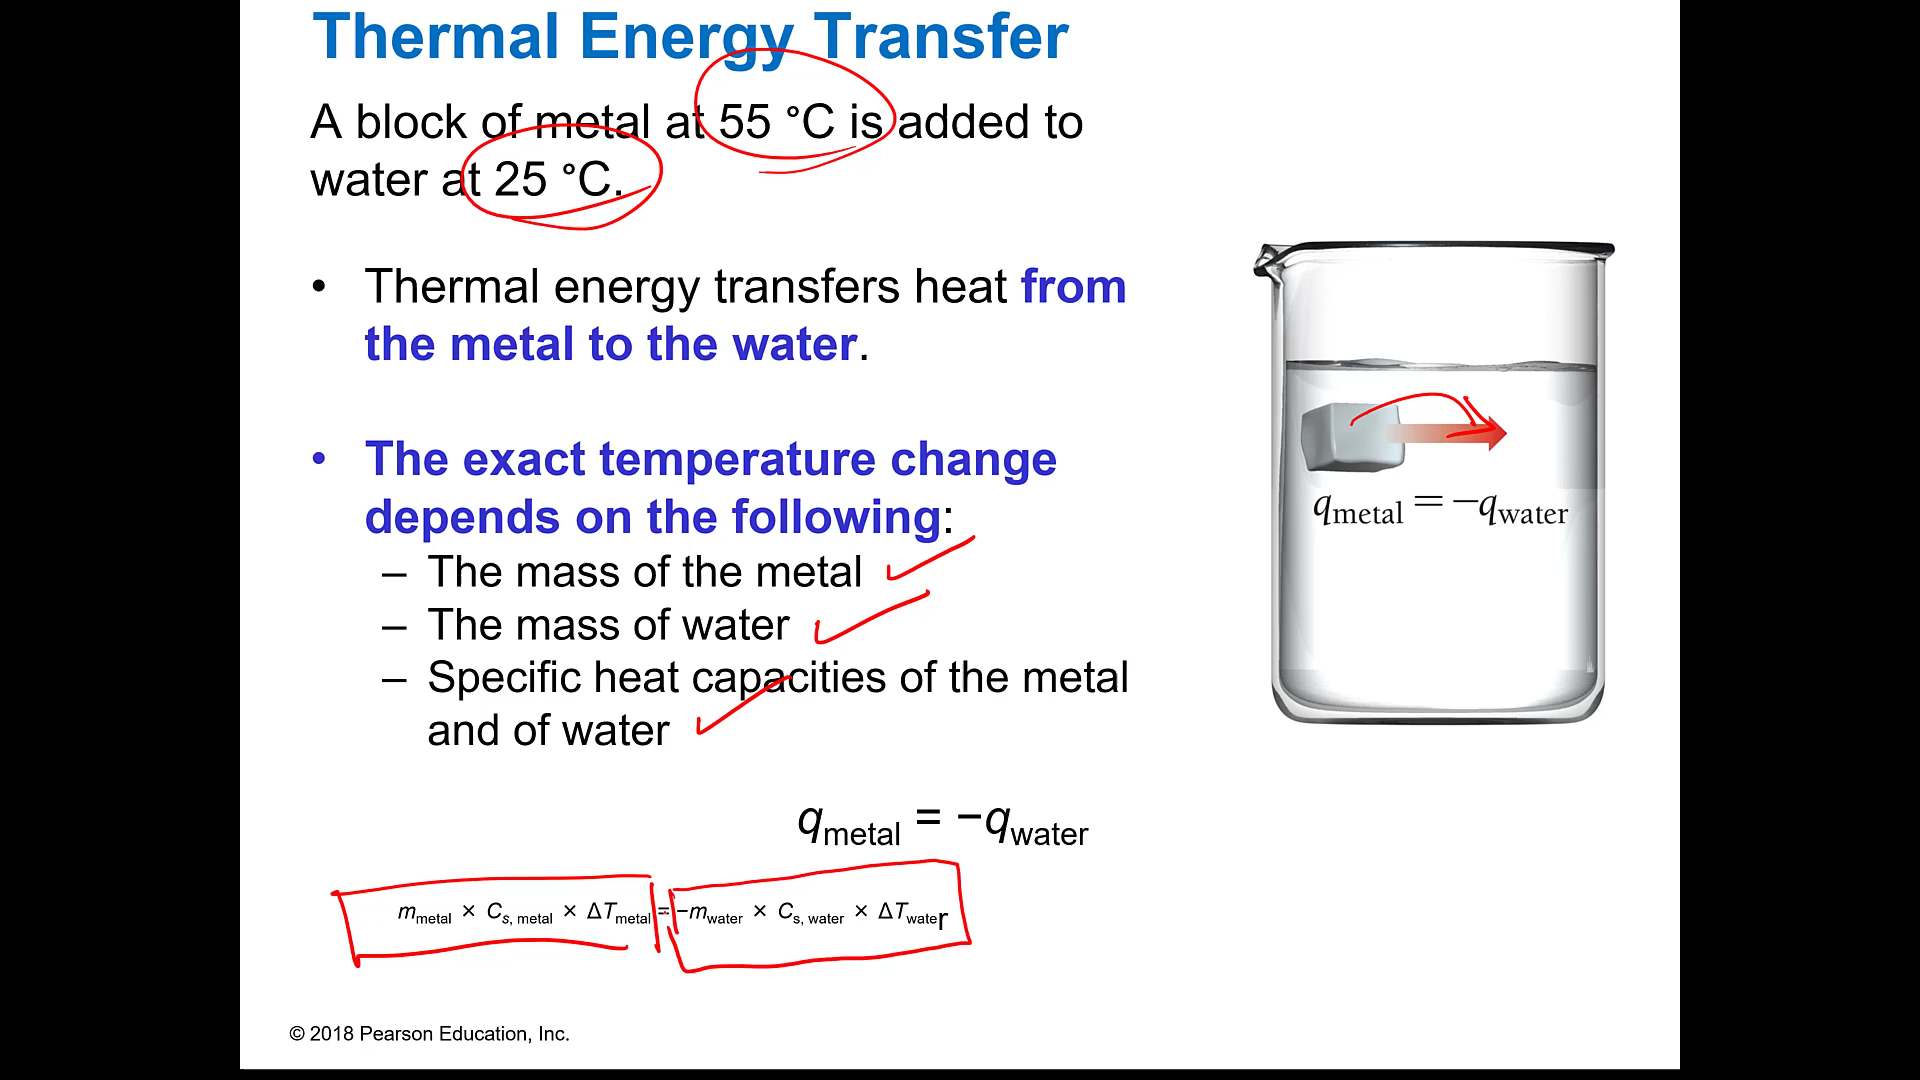 Thermal Energy Transfer
A block of metal at 55 °C is added to
water at 25 °C.
• Thermal energy transfers heat from
the metal to the water.
• The exact temperature change
depends on the following:
– The mass of the metal
– The mass of water
– Specific heat capacities of the metal
and of water
qmetal = −qwater
qmetal = −qwater
mmetal × Cs, metal × ΔTmetal = −mwater × Cs, water × ΔTwater
© 2018 Pearson Education, Inc.